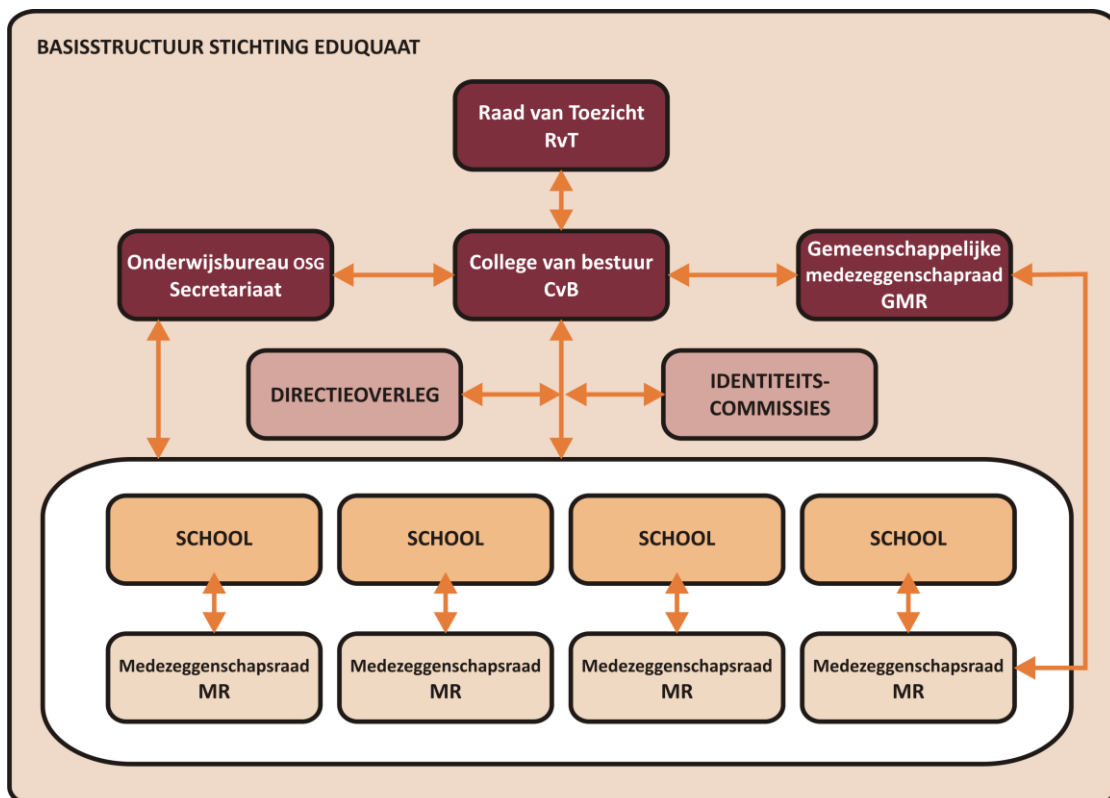 BASISSTRUCTUUR STICHTING EDUQUAAT
Raad van Toezicht
RvT
Onderwijsbureau OSG
Secretariaat
College van bestuur
CvB
Gemeenschappelijke
medezeggenschapraad
GMR
DIRECTIEOVERLEG
IDENTITEITS-
COMMISSIES
SCHOOL
SCHOOL
SCHOOL
SCHOOL
Medezeggenschapsraad
MR
Medezeggenschapsraad
MR
Medezeggenschapsraad
MR
Medezeggenschapsraad
MR